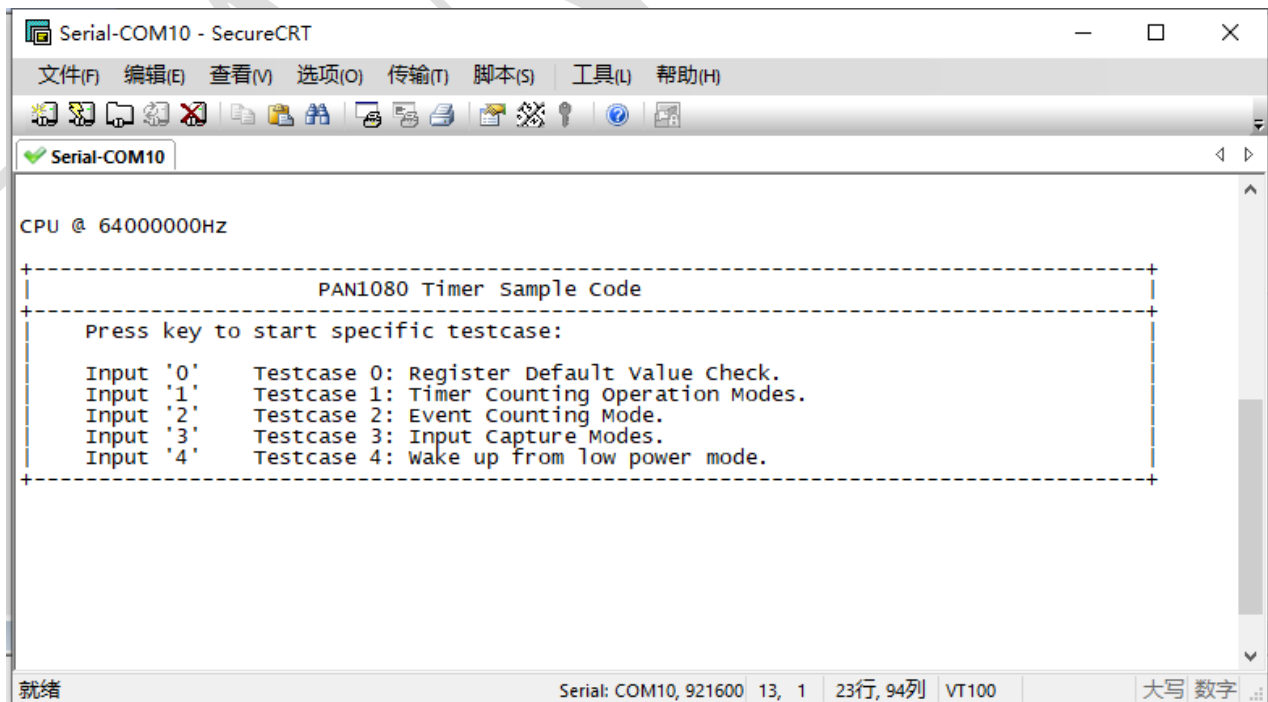 Serial-COM10 - SecureCRT
文件(F) 编辑(E) 查看(V) 选项(O) 传输(T) 脚本(S) 工具(L) 帮助(H)
Serial-COM10
CPU @ 64000000Hz
+--------------------------------------------------------------------------------------+
| PAN1080 Timer Sample Code |
+--------------------------------------------------------------------------------------+
| Press key to start specific testcase: |
| |
| Input '0' Testcase 0: Register Default Value Check. |
| Input '1' Testcase 1: Timer Counting Operation Modes. |
| Input '2' Testcase 2: Event Counting Mode. |
| Input '3' Testcase 3: Input Capture Modes. |
| Input '4' Testcase 4: Wake up from low power mode. |
+--------------------------------------------------------------------------------------+
就绪 Serial: COM10, 921600 13, 1 23行, 94列 VT100 大写 数字